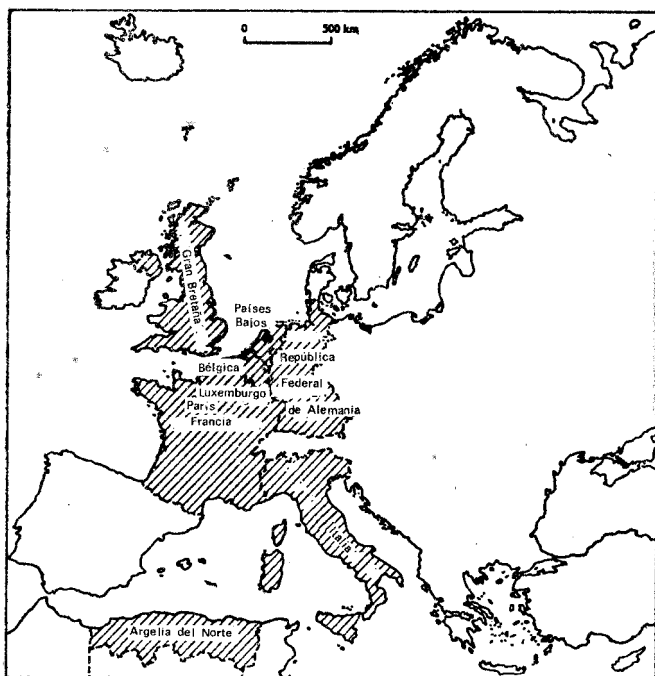 0 500 km
Gran Bretaña
Países
Bajos
República
Bélgica
Federal
Luxemburgo
París
de Alemania
Francia
Italia
Argelia del Norte